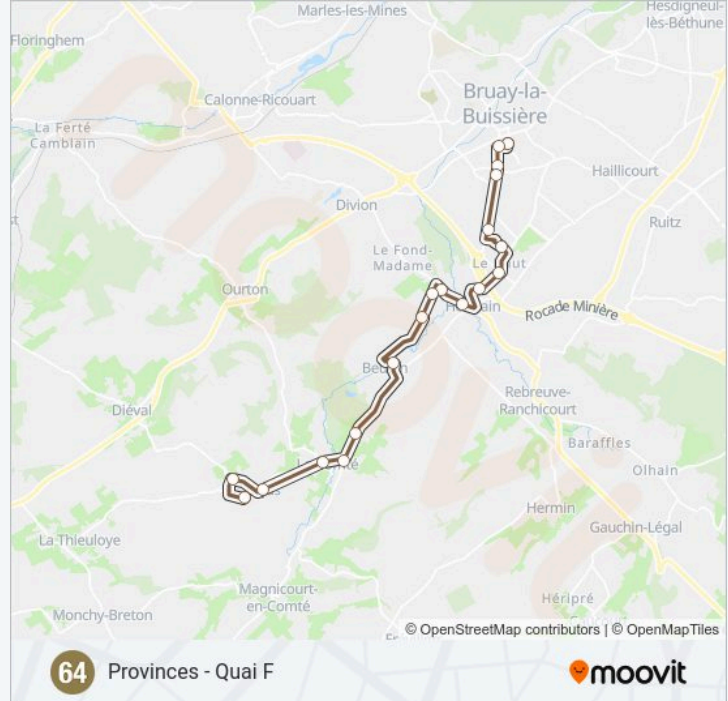 Marles-les-Mines
Hesdigneul-
lès-Béthune
Floringhem
Calonne-Ricouart
Bruay-la-
Buissière
La Ferté
Camblain
Haillicourt
Divion
Ruitz
Le Fond-
Madame
Ourton
Rocade Minière
Rebreuve-
Ranchicourt
Diéval
Baraffles
Olhain
Hermin
La Thieuloye
Gauchin-Légal
Magnicourt-
en-Comté
Héripré
Monchy-Breton
© OpenStreetMap contributors | © OpenMapTiles
64 Provinces - Quai F
moovit